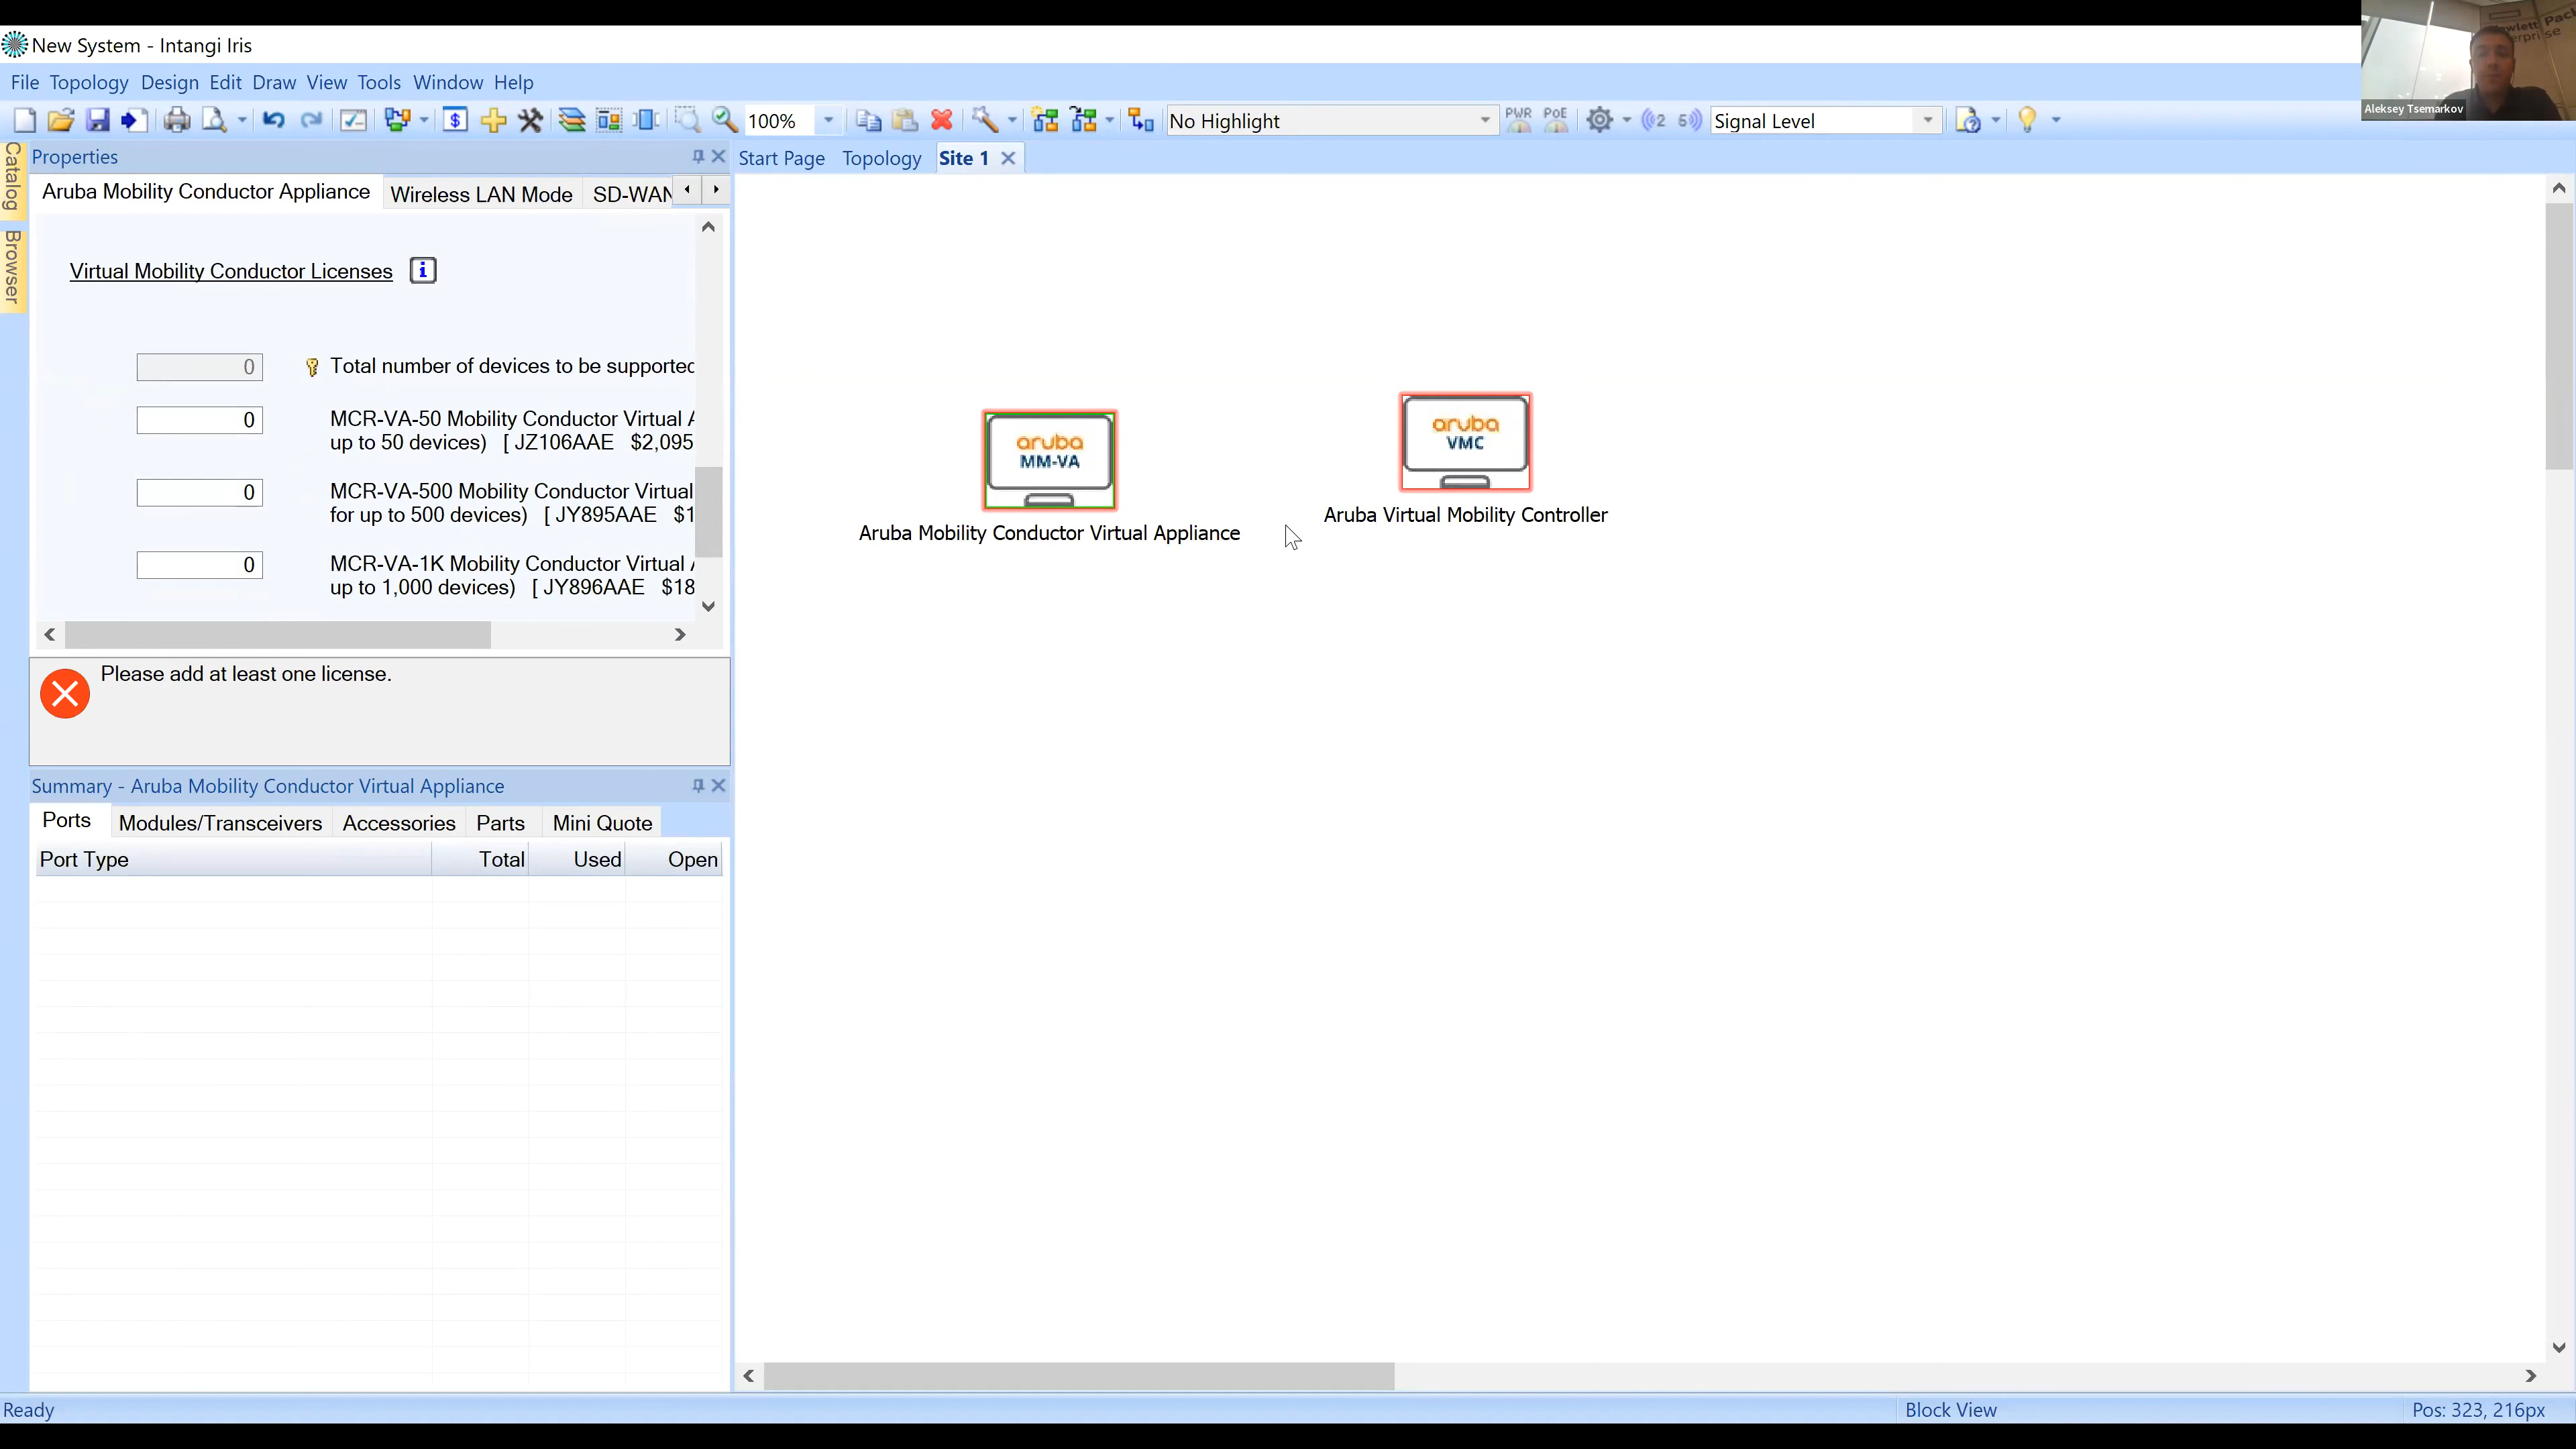 New System - Intangi Iris
Hewlett Pack
erprise
Aleksey Tsemarkov
File Topology Design Edit Draw View Tools Window Help
100%
No Highlight
PWR PoE
Signal Level
Catalog
Browser
Properties
Aruba Mobility Conductor Appliance Wireless LAN Mode SD-WAN
Start Page Topology Site 1
Virtual Mobility Conductor Licenses
0 Total number of devices to be supported
0 MCR-VA-50 Mobility Conductor Virtual A
up to 50 devices) [ JZ106AAE $2,095
0 MCR-VA-500 Mobility Conductor Virtual
for up to 500 devices) [ JY895AAE $1
0 MCR-VA-1K Mobility Conductor Virtual A
up to 1,000 devices) [ JY896AAE $18
Please add at least one license.
aruba
MM-VA
Aruba Mobility Conductor Virtual Appliance
aruba
VMC
Aruba Virtual Mobility Controller
Summary - Aruba Mobility Conductor Virtual Appliance
Ports Modules/Transceivers Accessories Parts Mini Quote
Port Type Total Used Open
Ready
Block View
Pos: 323, 216px